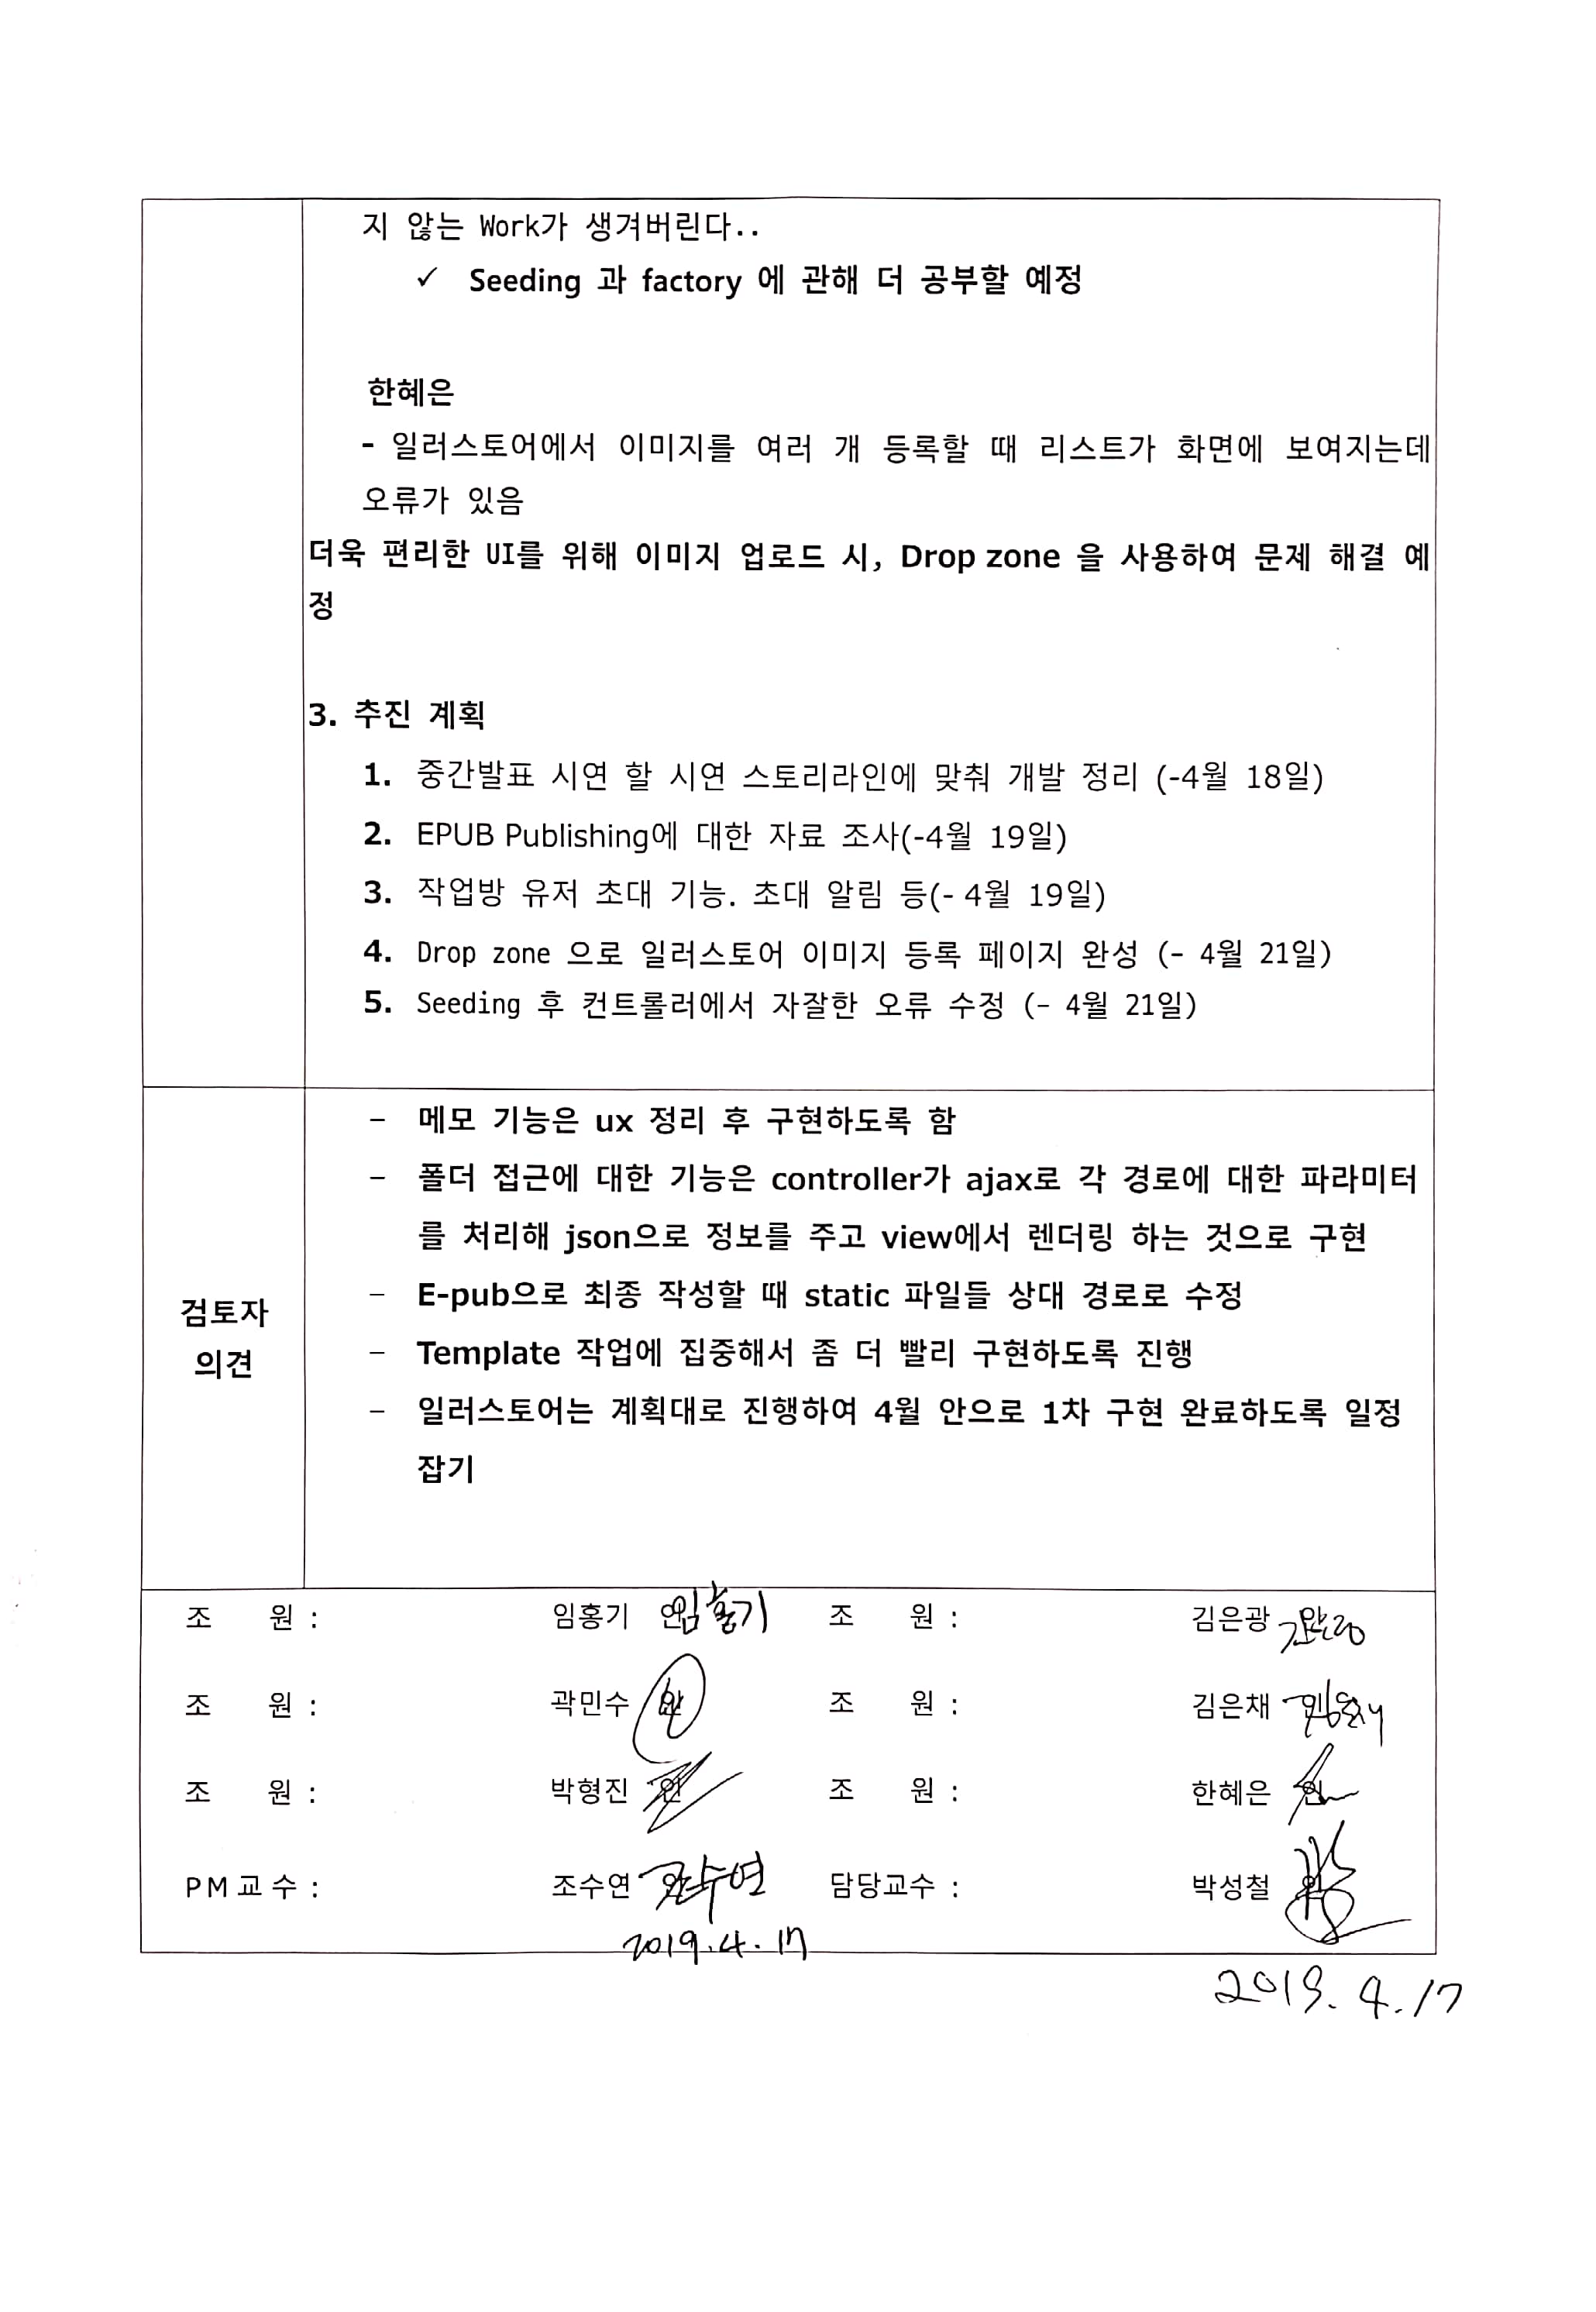 지 않는 Work가 생겨버린다..
✓ Seeding 과 factory 에 관해 더 공부할 예정
한혜은
- 일러스토어에서 이미지를 여러 개 등록할 때 리스트가 화면에 보여지는데
오류가 있음
더욱 편리한 UI를 위해 이미지 업로드 시, Drop zone 을 사용하여 문제 해결 예
정
3. 추진 계획
1. 중간발표 시연 할 시연 스토리라인에 맞춰 개발 정리 (-4월 18일)
2. EPUB Publishing에 대한 자료 조사(-4월 19일)
3. 작업방 유저 초대 기능. 초대 알림 등(- 4월 19일)
4. Drop zone 으로 일러스토어 이미지 등록 페이지 완성 (- 4월 21일)
5. Seeding 후 컨트롤러에서 자잘한 오류 수정 (- 4월 21일)
검토자
의견
- 메모 기능은 ux 정리 후 구현하도록 함
- 폴더 접근에 대한 기능은 controller가 ajax로 각 경로에 대한 파라미터
를 처리해 json으로 정보를 주고 view에서 렌더링 하는 것으로 구현
- E-pub으로 최종 작성할 때 static 파일들 상대 경로로 수정
- Template 작업에 집중해서 좀 더 빨리 구현하도록 진행
- 일러스토어는 계획대로 진행하여 4월 안으로 1차 구현 완료하도록 일정
잡기
조 원 : 임홍기 인 임홍기 조 원 : 김은광 인
조 원 : 곽민수 인 조 원 : 김은채 인
조 원 : 박형진 인 조 원 : 한혜은 인
PM교수 : 조수연 인 조수연 담당교수 : 박성철 인
2019.4.17
2019.4.17